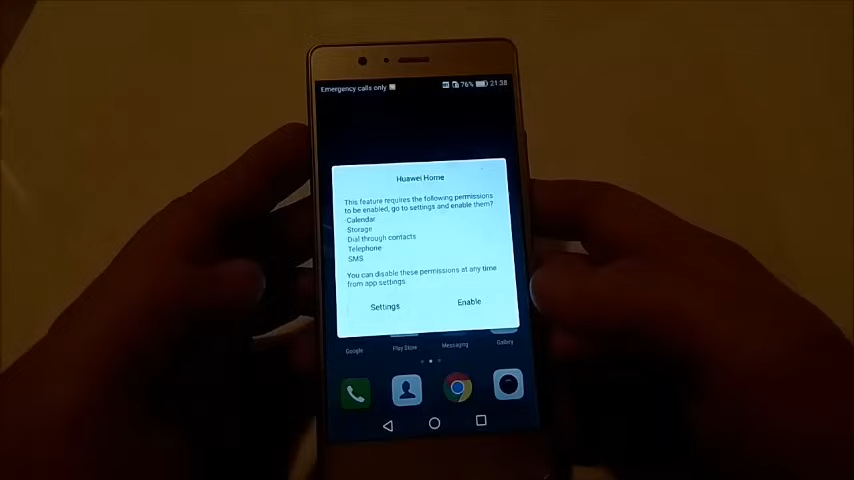 Emergency calls only
76% 21:38
Huawei Home
This feature requires the following permissions
to be enabled, go to settings and enable them?
·Calendar
·Storage
·Dial through contacts
·Telephone
·SMS
You can disable these permissions at any time
from app settings.
Settings Enable
Google Play Store Messaging Gallery